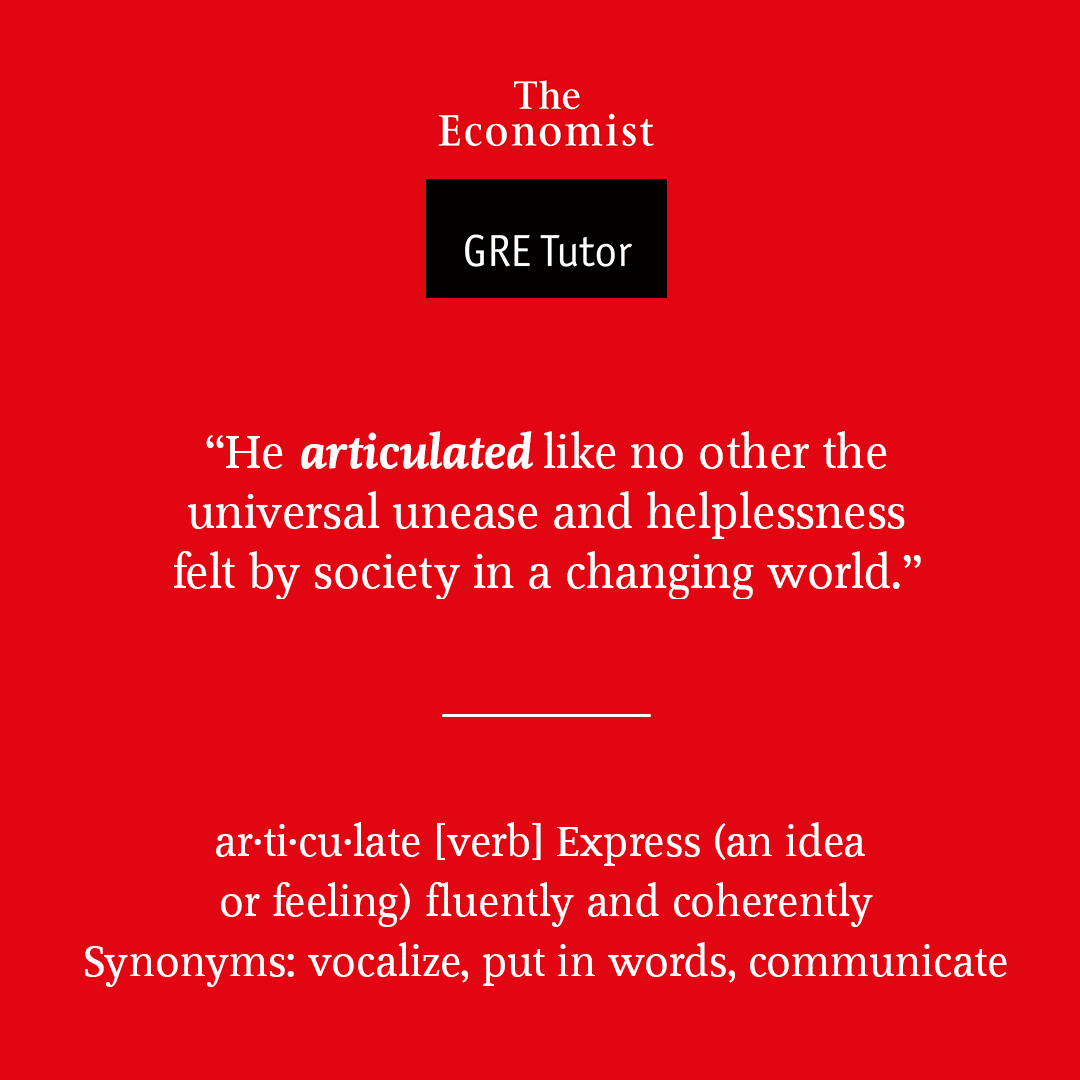 The
Economist
GRE Tutor
“He articulated like no other the
universal unease and helplessness
felt by society in a changing world.”
ar·ti·cu·late [verb] Express (an idea
or feeling) fluently and coherently
Synonyms: vocalize, put in words, communicate